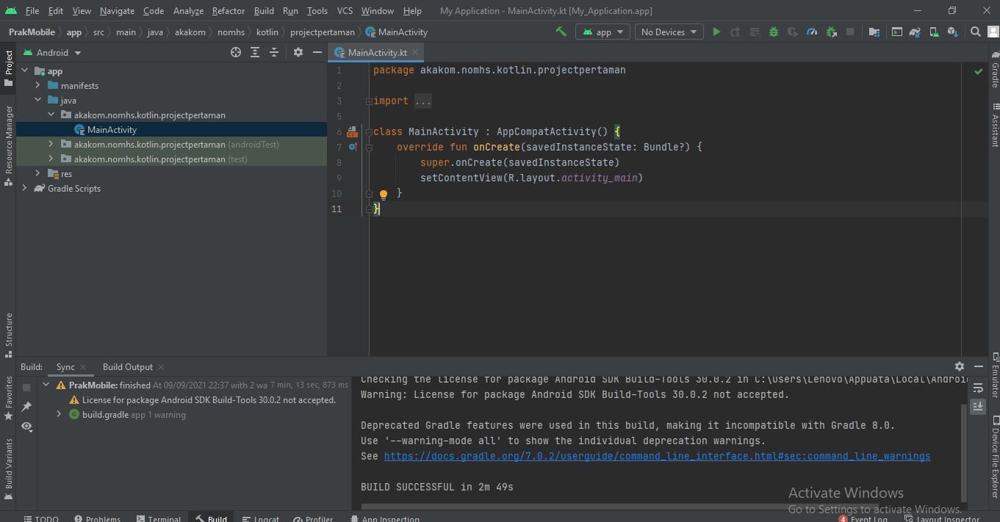 File Edit View Navigate Code Analyze Refactor Build Run Tools VCS Window Help My Application - MainActivity.kt [My_Application.app]
PrakMobile app src main java akakom nomhs kotlin projectpertaman MainActivity app No Devices
Project
Android
MainActivity.kt
app
manifests
java
akakom.nomhs.kotlin.projectpertaman
MainActivity
akakom.nomhs.kotlin.projectpertaman (androidTest)
akakom.nomhs.kotlin.projectpertaman (test)
res
Gradle Scripts
Resource Manager
Structure
Favorites
Build Variants
1 package akakom.nomhs.kotlin.projectpertaman
2
3 import ...
5
6 class MainActivity : AppCompatActivity() {
7 override fun onCreate(savedInstanceState: Bundle?) {
8 super.onCreate(savedInstanceState)
9 setContentView(R.layout.activity_main)
10 }
11 }
Gradle
Assistant
Emulator
Device File Explorer
Build: Sync Build Output
PrakMobile: finished At 09/09/2021 22:37 with 2 wa 7 min, 13 sec, 873 ms
License for package Android SDK Build-Tools 30.0.2 not accepted.
build.gradle app 1 warning
Checking the license for package Android SDK Build-Tools 30.0.2 in C:\Users\Lenovo\AppData\Local\Androi
Warning: License for package Android SDK Build-Tools 30.0.2 not accepted.
Deprecated Gradle features were used in this build, making it incompatible with Gradle 8.0.
Use '--warning-mode all' to show the individual deprecation warnings.
See https://docs.gradle.org/7.0.2/userguide/command_line_interface.html#sec:command_line_warnings
BUILD SUCCESSFUL in 2m 49s
Activate Windows
Go to Settings to activate Windows.
TODO Problems Terminal Build Logcat Profiler App Inspection 4 Event Log Layout Inspector